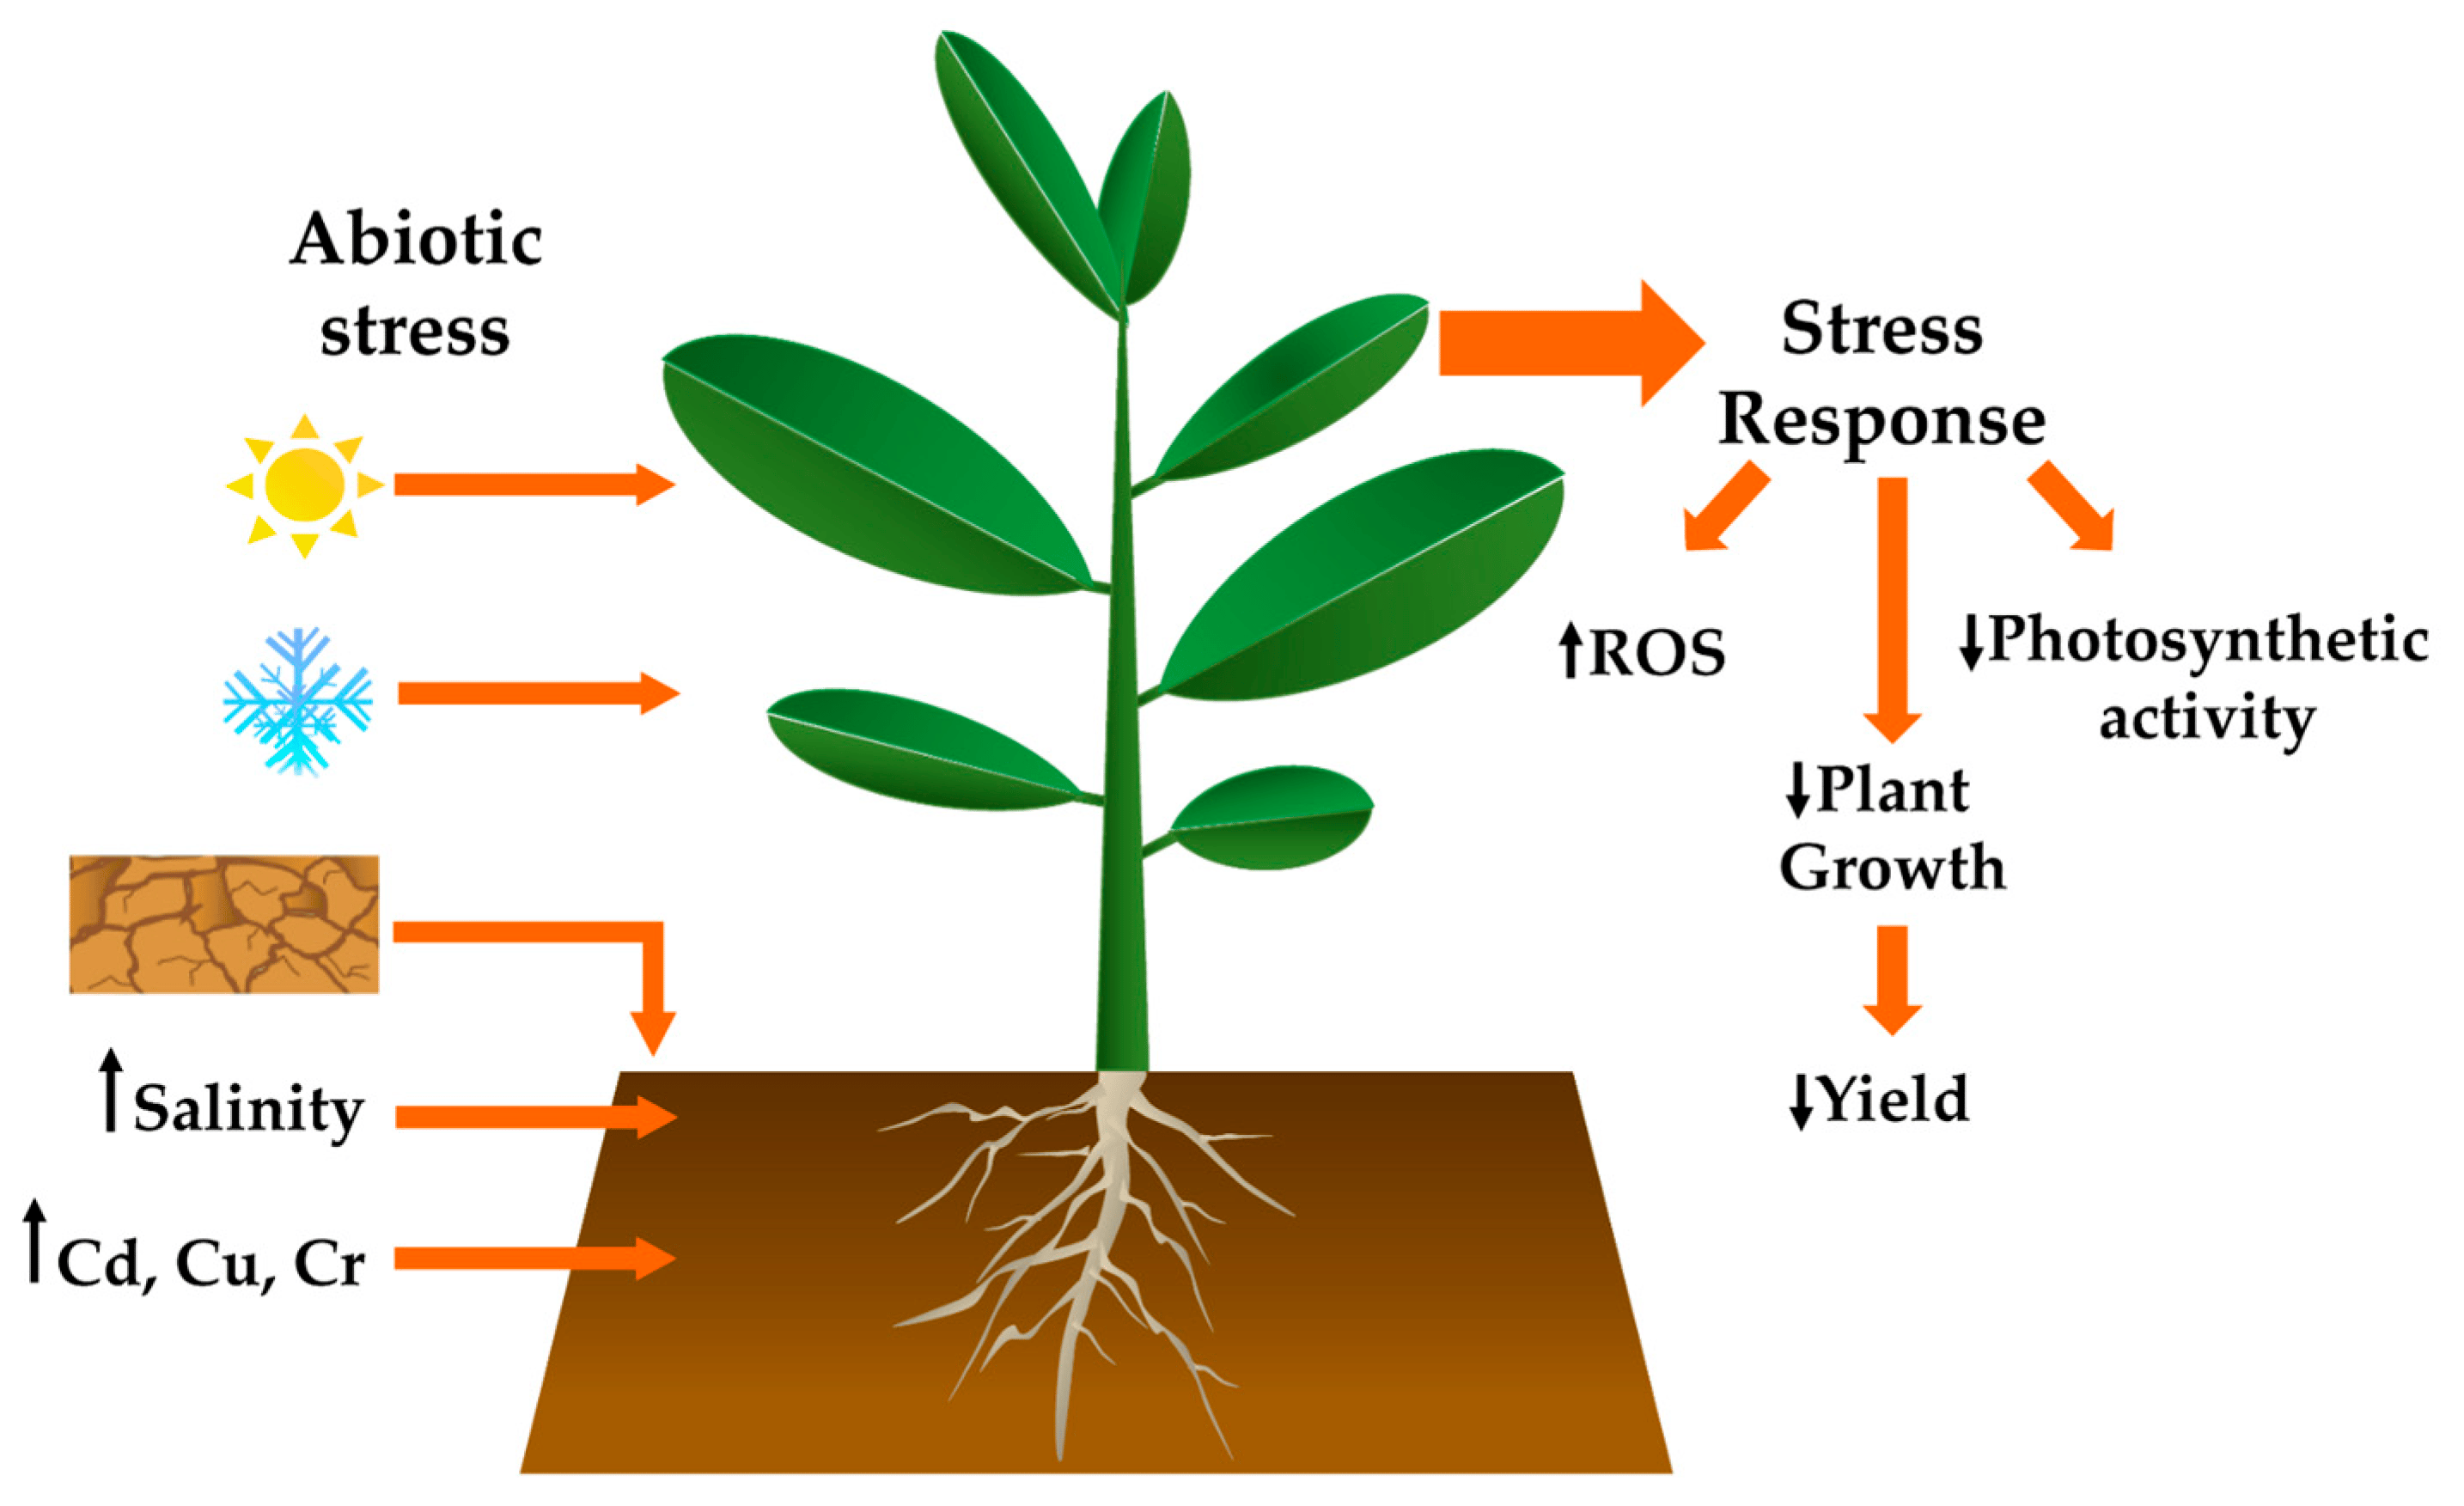 Abiotic
stress
↑Salinity
↑Cd, Cu, Cr
Stress
Response
↑ROS
↓Photosynthetic
activity
↓Plant
Growth
↓Yield